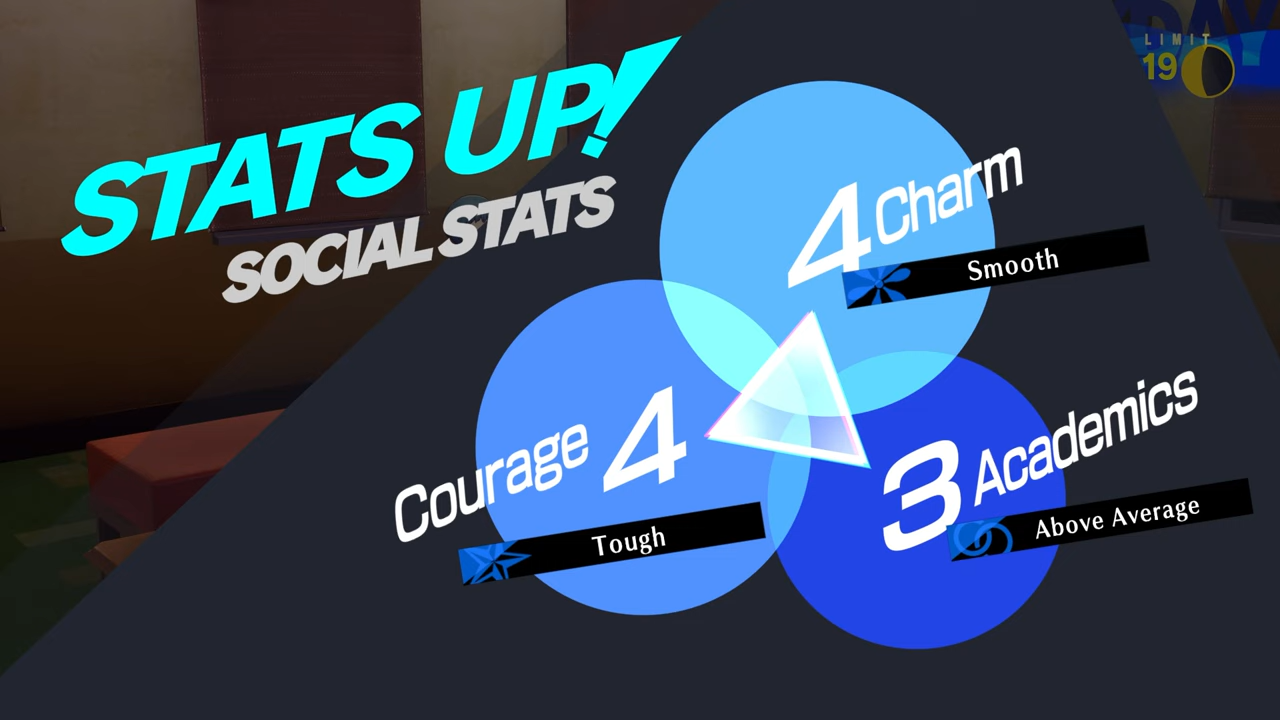 STATS UP!
SOCIAL STATS
LIMIT
19
4 Charm
Smooth
Courage 4
Tough
3 Academics
Above Average